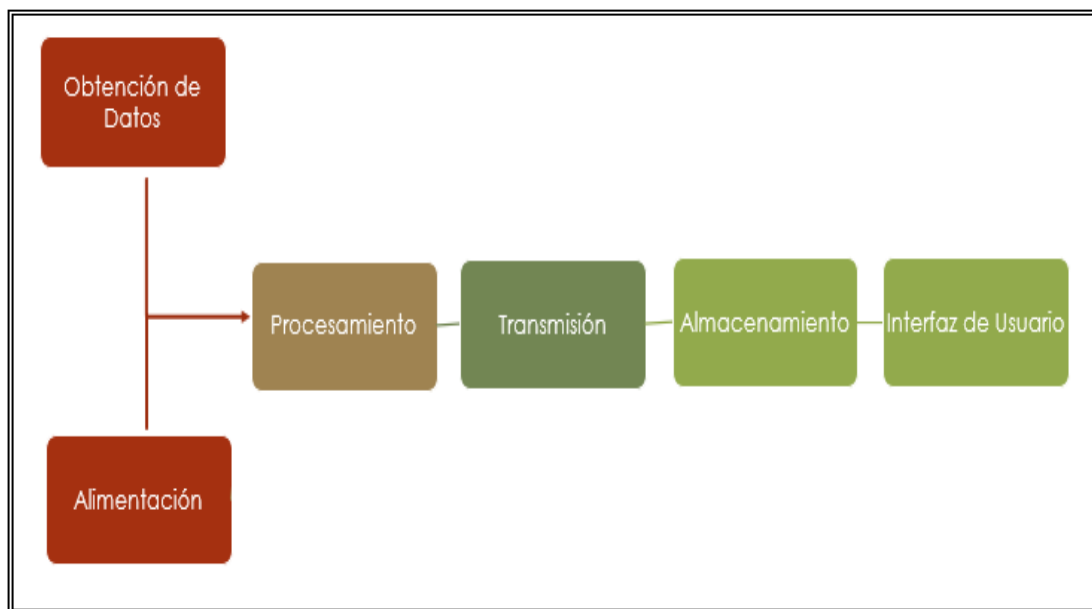 Obtención de
Datos
Procesamiento
Transmisión
Almacenamiento
Interfaz de Usuario
Alimentación